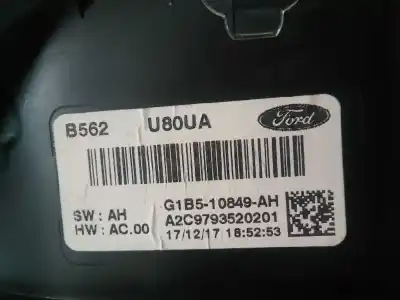 B562 U80UA Ford
G1B5-10849-AH
SW : AH A2C9793520201
HW : AC.00 17/12/17 18:52:53